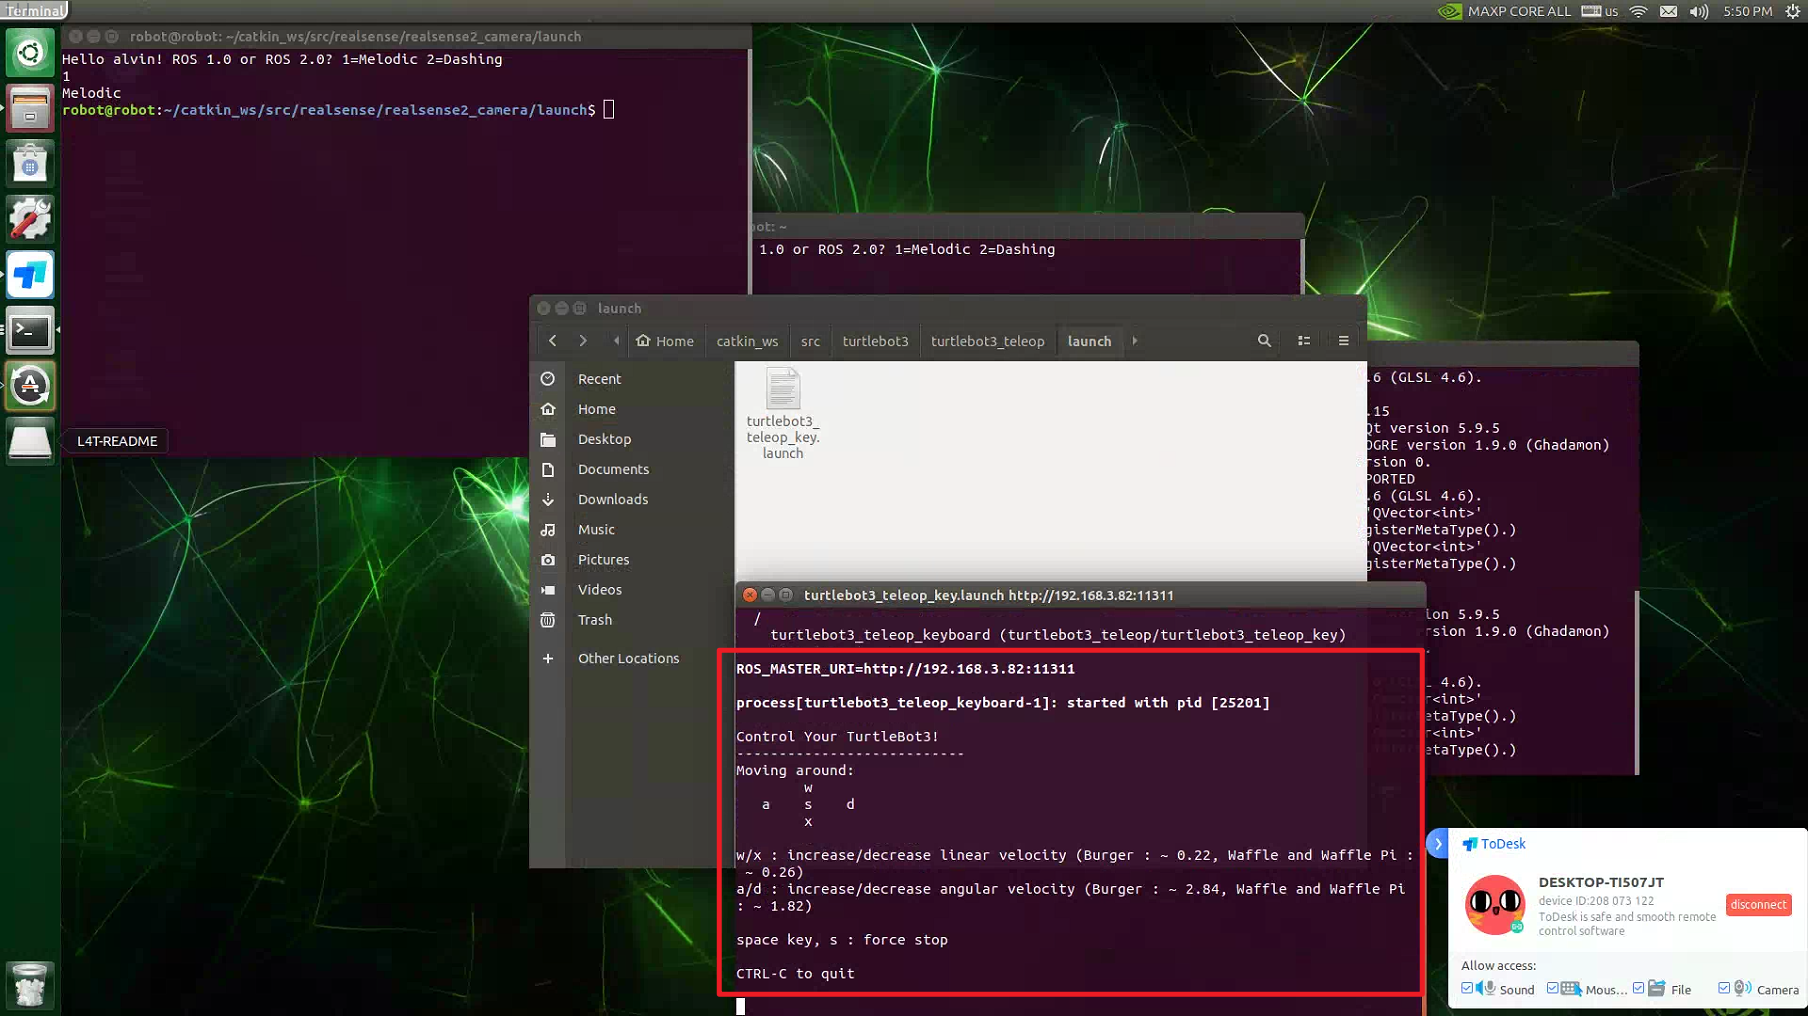 Terminal
MAXP CORE ALL
us
5:50 PM
robot@robot: ~/catkin_ws/src/realsense/realsense2_camera/launch
Hello alvin! ROS 1.0 or ROS 2.0? 1=Melodic 2=Dashing
1
Melodic
robot@robot:~/catkin_ws/src/realsense/realsense2_camera/launch$
L4T-README
bot: ~
1.0 or ROS 2.0? 1=Melodic 2=Dashing
launch
Home
catkin_ws
src
turtlebot3
turtlebot3_teleop
launch
Recent
Home
Desktop
Documents
Downloads
Music
Pictures
Videos
Trash
Other Locations
turtlebot3_
teleop_key.
launch
.6 (GLSL 4.6).
.15
Qt version 5.9.5
OGRE version 1.9.0 (Ghadamon)
rsion 0.
PORTED
.6 (GLSL 4.6).
'QVector<int>'
gisterMetaType().)
'QVector<int>'
gisterMetaType().)
rsion 5.9.5
rsion 1.9.0 (Ghadamon)
4.6).
r<int>'
etaType().)
r<int>'
etaType().)
turtlebot3_teleop_key.launch http://192.168.3.82:11311
/
turtlebot3_teleop_keyboard (turtlebot3_teleop/turtlebot3_teleop_key)
ROS_MASTER_URI=http://192.168.3.82:11311
process[turtlebot3_teleop_keyboard-1]: started with pid [25201]
Control Your TurtleBot3!
---------------------------
Moving around:
w
a s d
x
w/x : increase/decrease linear velocity (Burger : ~ 0.22, Waffle and Waffle Pi :
~ 0.26)
a/d : increase/decrease angular velocity (Burger : ~ 2.84, Waffle and Waffle Pi
: ~ 1.82)
space key, s : force stop
CTRL-C to quit
ToDesk
DESKTOP-TI507JT
device ID:208 073 122
ToDesk is safe and smooth remote
control software
disconnect
Allow access:
Sound
Mous...
File
Camera